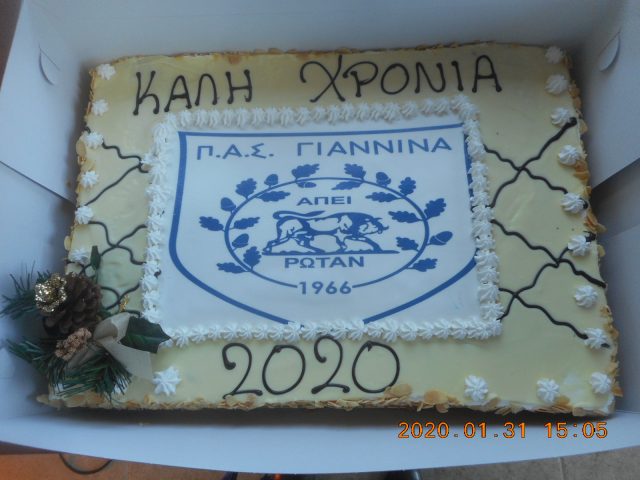 ΚΑΛΗ ΧΡΟΝΙΑ
Π.Α.Σ. ΓΙΑΝΝΙΝΑ
ΑΠΕΙ
ΡΩΤΑΝ
1966
2020
2020.01.31 15:05